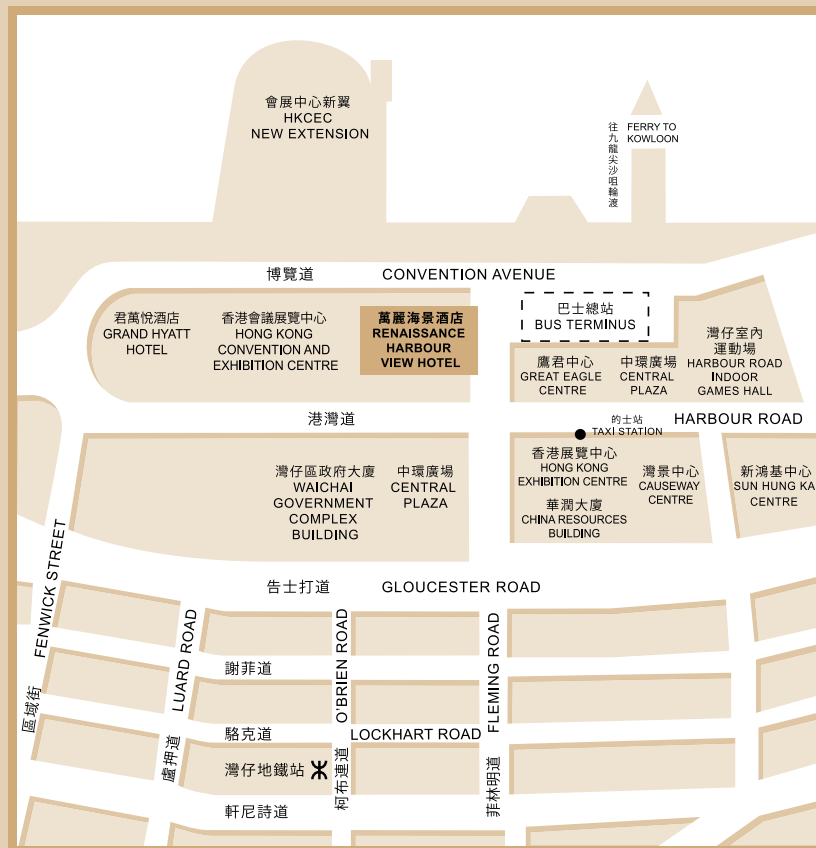 會展中心新翼
HKCEC
NEW EXTENSION
往九龍尖沙咀輪渡
FERRY TO
KOWLOON
博覽道 CONVENTION AVENUE
君萬悅酒店
GRAND HYATT
HOTEL
香港會議展覽中心
HONG KONG
CONVENTION AND
EXHIBITION CENTRE
萬麗海景酒店
RENAISSANCE
HARBOUR
VIEW HOTEL
巴士總站
BUS TERMINUS
鷹君中心
GREAT EAGLE
CENTRE
中環廣場
CENTRAL
PLAZA
灣仔室內
運動場
HARBOUR ROAD
INDOOR
GAMES HALL
港灣道
的士站
TAXI STATION
HARBOUR ROAD
灣仔區政府大廈
WAICHAI
GOVERNMENT
COMPLEX
BUILDING
中環廣場
CENTRAL
PLAZA
香港展覽中心
HONG KONG
EXHIBITION CENTRE
華潤大廈
CHINA RESOURCES
BUILDING
灣景中心
CAUSEWAY
CENTRE
新鴻基中心
SUN HUNG KA
CENTRE
告士打道 GLOUCESTER ROAD
FENWICK STREET
區域街
LUARD ROAD
盧押道
O'BRIEN ROAD
柯布連道
FLEMING ROAD
菲林明道
謝菲道
駱克道 LOCKHART ROAD
灣仔地鐵站
軒尼詩道